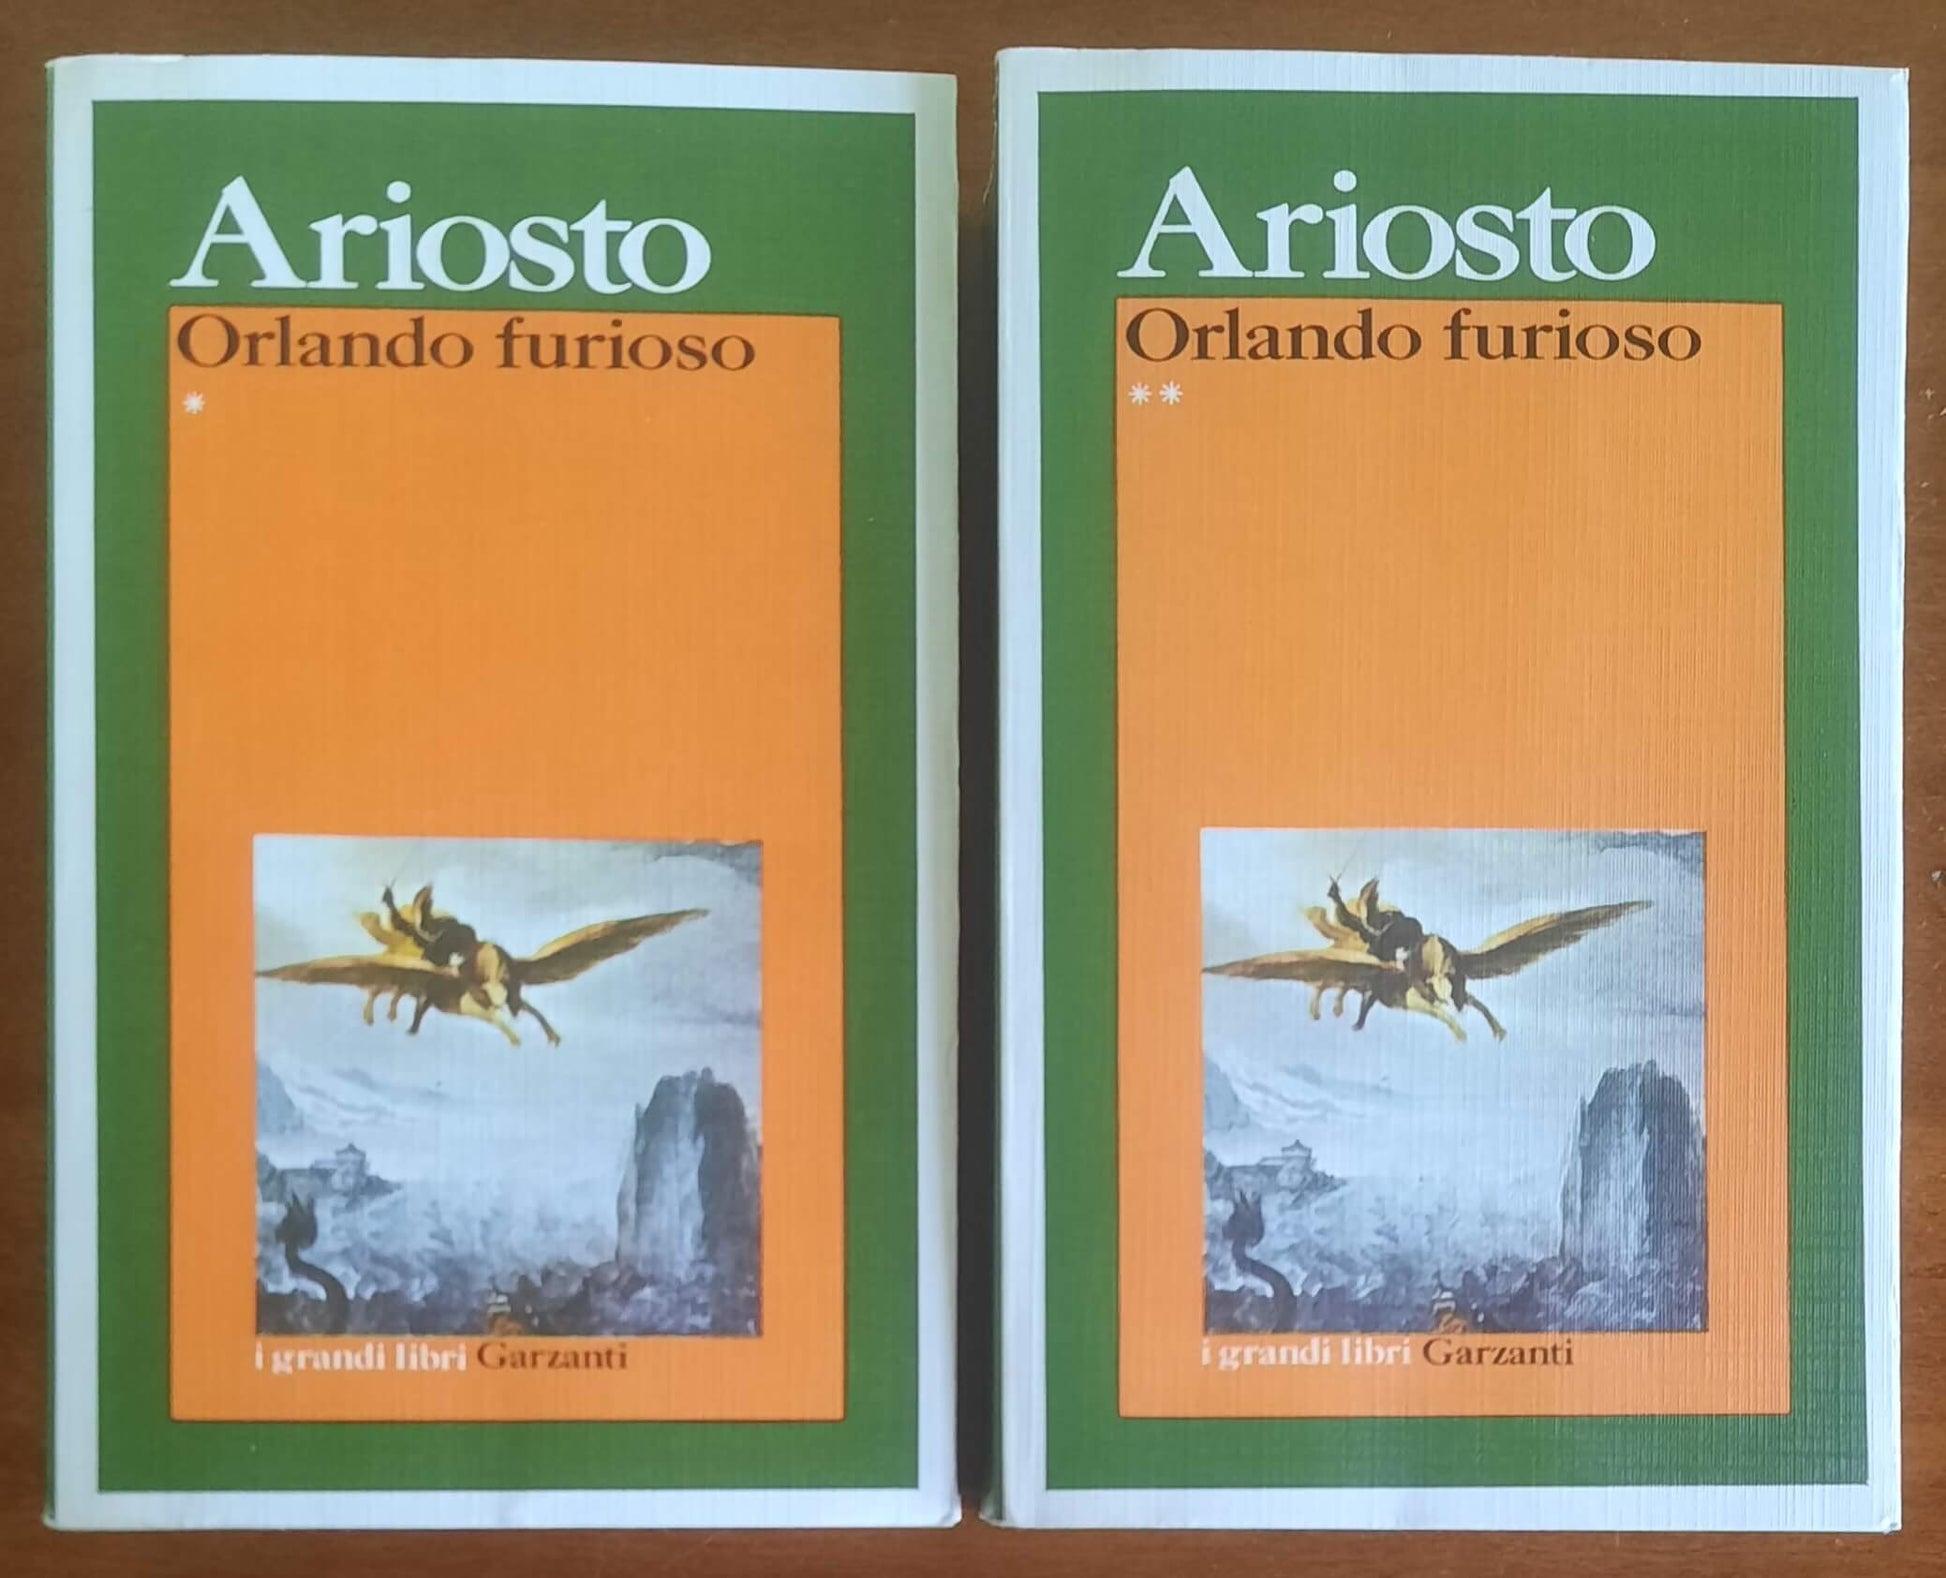 Ariosto
Orlando furioso
*
i grandi libri Garzanti
Ariosto
Orlando furioso
**
i grandi libri Garzanti